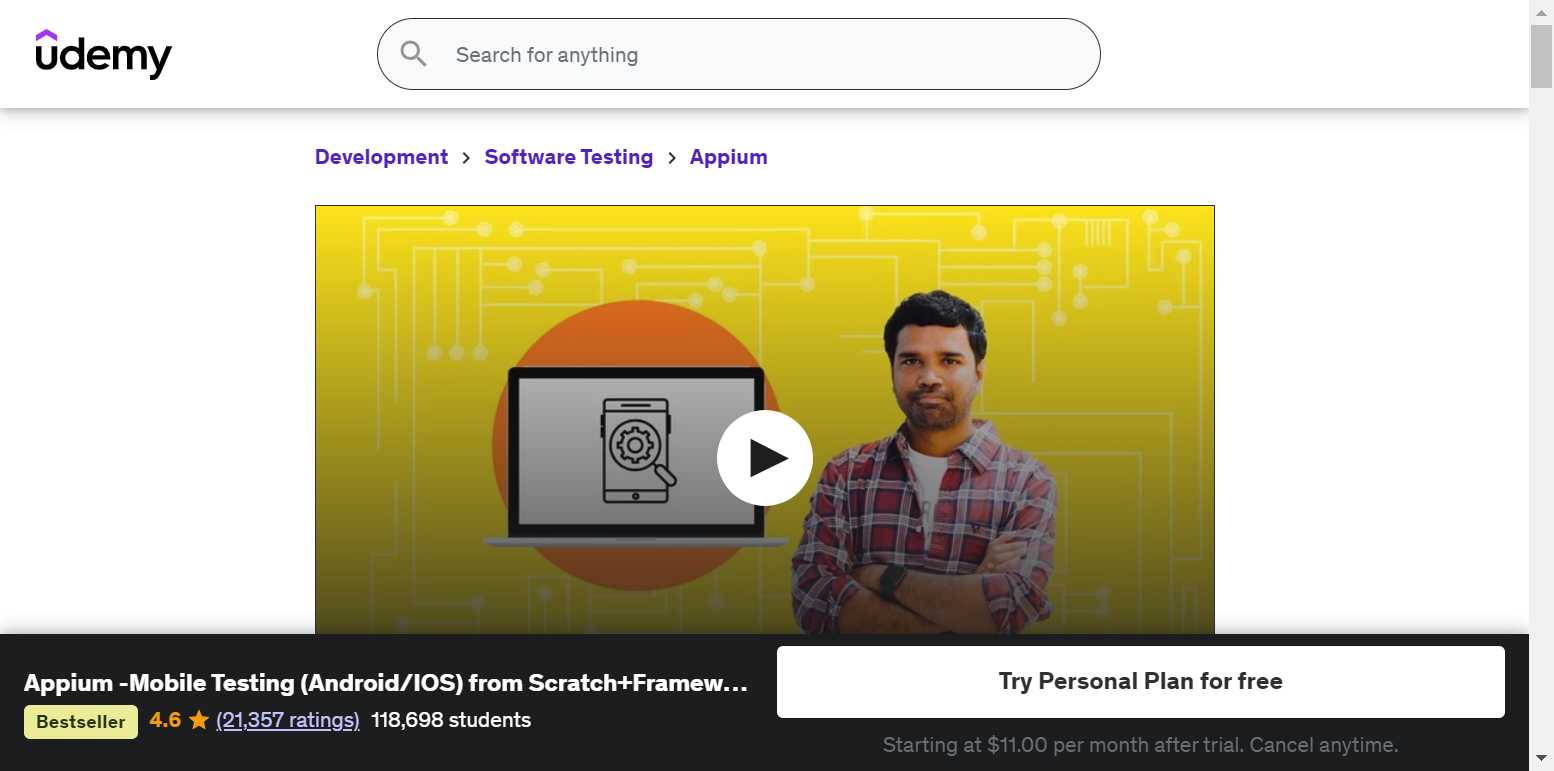 udemy
Search for anything
Development > Software Testing > Appium
Appium -Mobile Testing (Android/IOS) from Scratch+Framew...
Bestseller 4.6 ★ (21,357 ratings) 118,698 students
Try Personal Plan for free
Starting at $11.00 per month after trial. Cancel anytime.